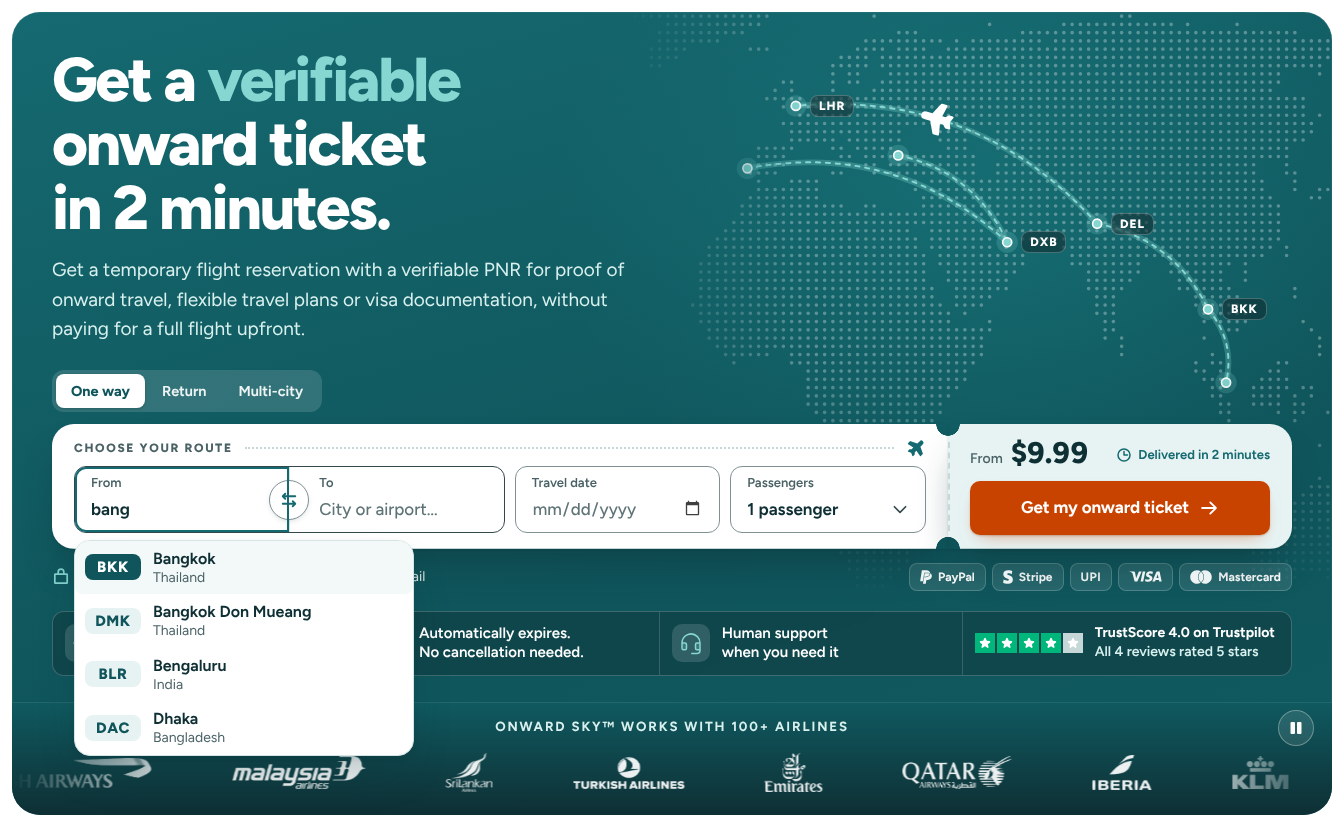 Get a verifiable
onward ticket
in 2 minutes.
Get a temporary flight reservation with a verifiable PNR for proof of
onward travel, flexible travel plans or visa documentation, without
paying for a full flight upfront.
LHR
DEL
DXB
BKK
One way Return Multi-city
CHOOSE YOUR ROUTE
From
bang
To
City or airport...
Travel date
mm/dd/yyyy
Passengers
1 passenger
From $9.99
Delivered in 2 minutes
Get my onward ticket
BKK Bangkok
Thailand
DMK Bangkok Don Mueang
Thailand
BLR Bengaluru
India
DAC Dhaka
Bangladesh
PayPal Stripe UPI VISA Mastercard
Automatically expires.
No cancellation needed.
Human support
when you need it
TrustScore 4.0 on Trustpilot
All 4 reviews rated 5 stars
ONWARD SKY™ WORKS WITH 100+ AIRLINES
H AIRWAYS
malaysia
airlines
SriLankan
Airlines
TURKISH AIRLINES
Emirates
QATAR
AIRWAYS القطرية
IBERIA
KLM